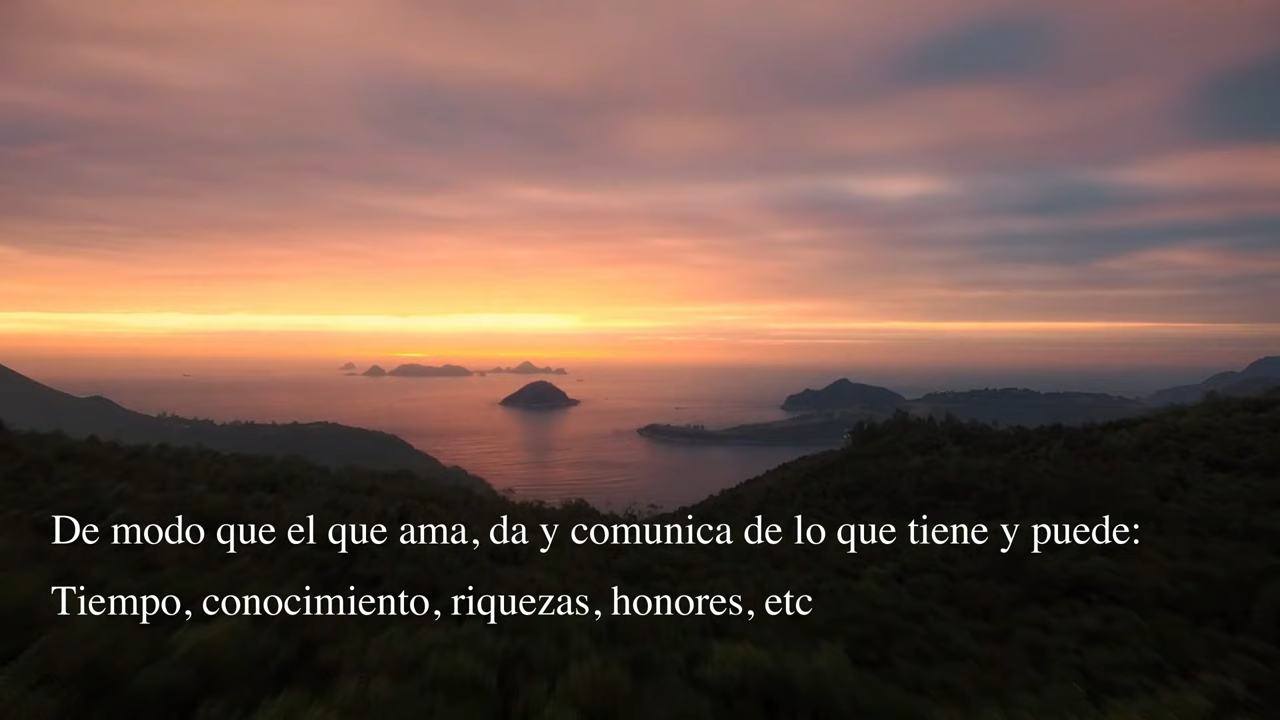 De modo que el que ama, da y comunica de lo que tiene y puede:
Tiempo, conocimiento, riquezas, honores, etc